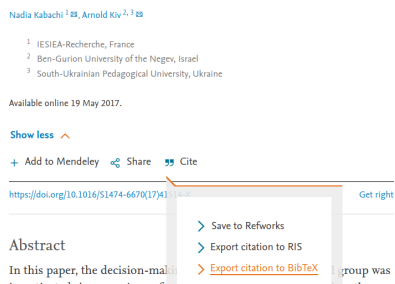 Nadia Kabachi 1, Arnold Kiv 2, 3
1 IESIEA-Recherche, France
2 Ben-Gurion University of the Negev, Israel
3 South-Ukrainian Pedagogical University, Ukraine
Available online 19 May 2017.
Show less
+ Add to Mendeley Share Cite
https://doi.org/10.1016/S1474-6670(17)41 Get right
Save to Refworks
Abstract
Export citation to RIS
In this paper, the decision-mak Export citation to BibTeX group was